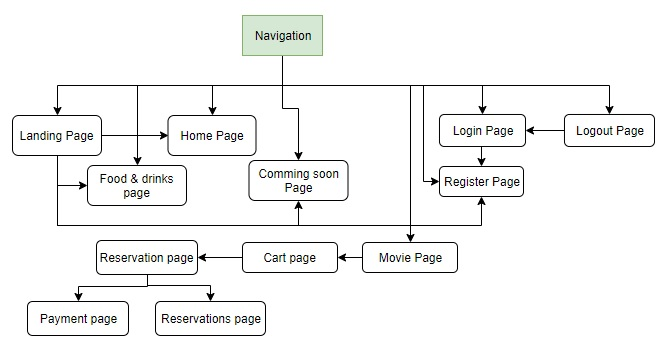 Navigation
Landing Page
Home Page
Login Page
Logout Page
Food & drinks
page
Comming soon
Page
Register Page
Reservation page
Cart page
Movie Page
Payment page
Reservations page